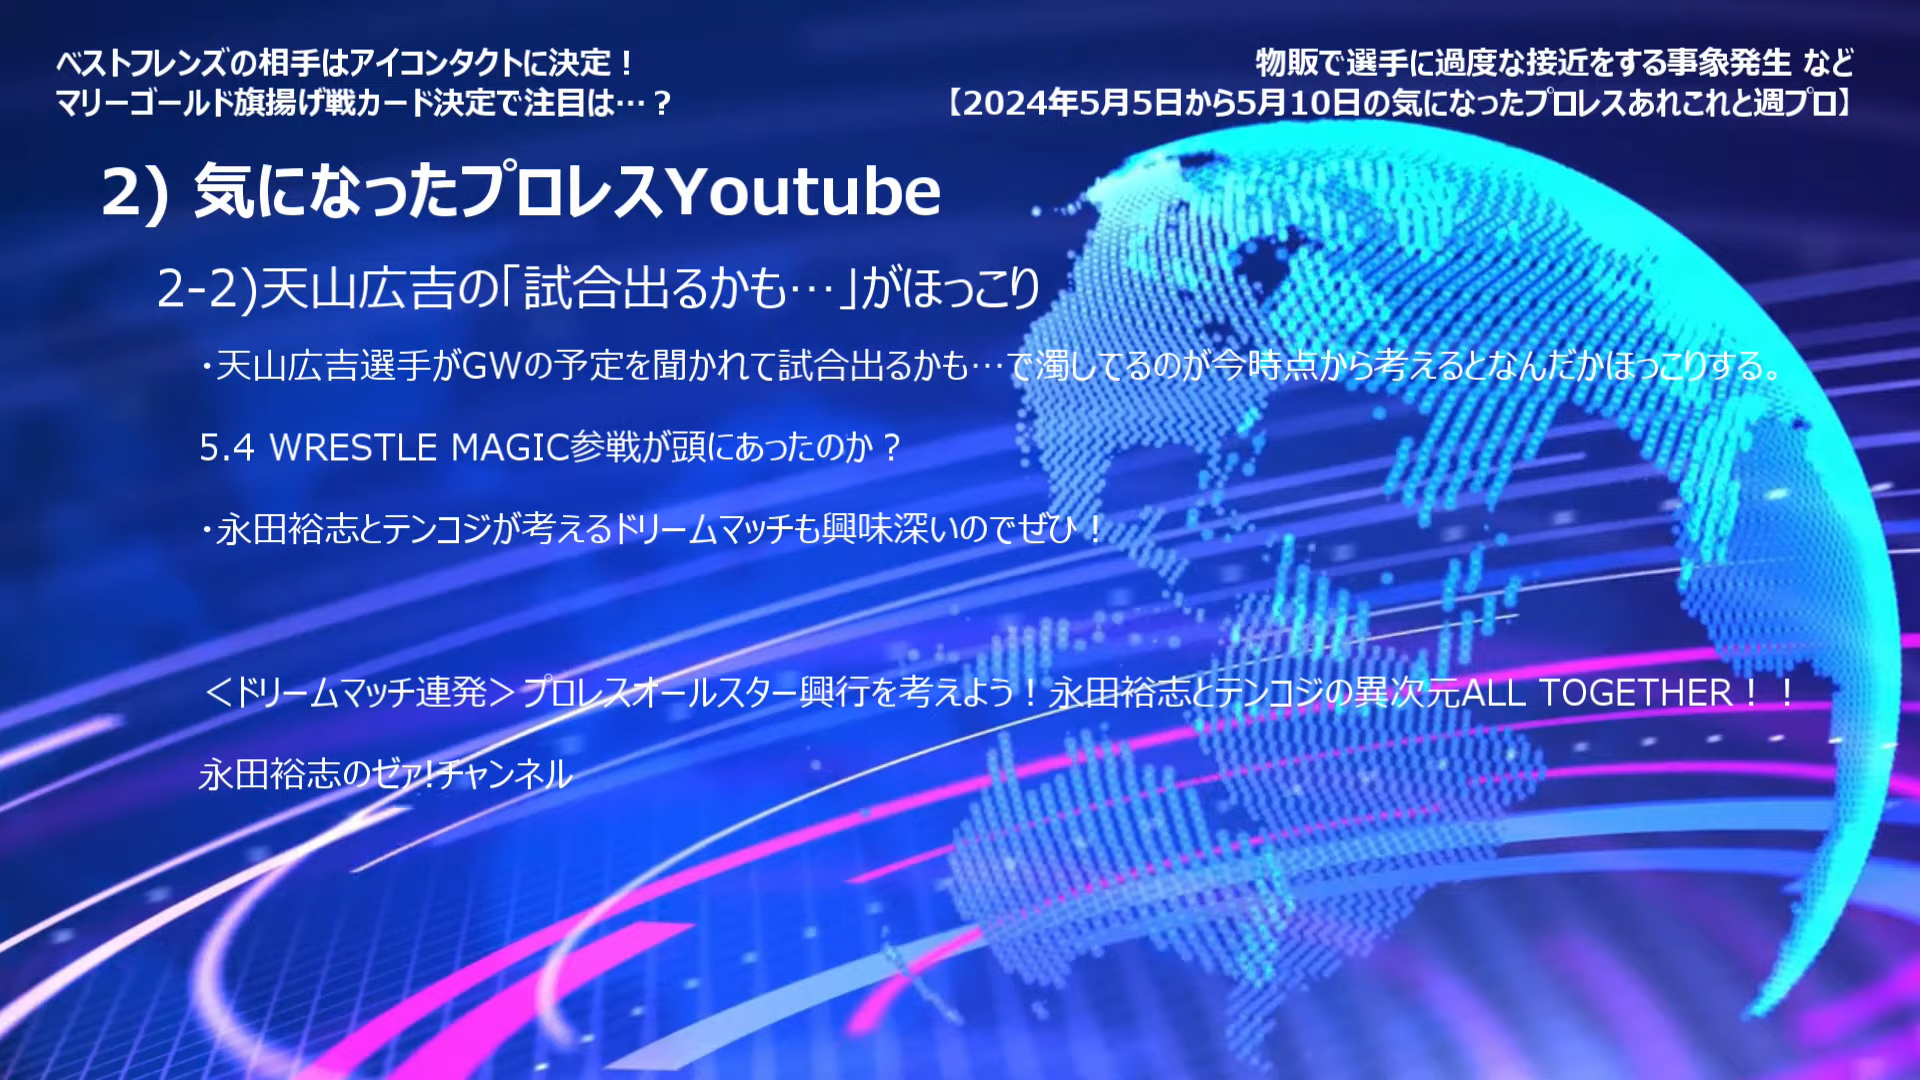 ベストフレンズの相手はアイコンタクトに決定！
マリーゴールド旗揚げ戦カード決定で注目は…？
物販で選手に過度な接近をする事象発生 など
【2024年5月5日から5月10日の気になったプロレスあれこれと週プロ】
2) 気になったプロレスYoutube
2-2)天山広吉の「試合出るかも…」がほっこり
・天山広吉選手がGWの予定を聞かれて試合出るかも…で濁してるのが今時点から考えるとなんだかほっこりする。
5.4 WRESTLE MAGIC参戦が頭にあったのか？
・永田裕志とテンコジが考えるドリームマッチも興味深いのでぜひ！
＜ドリームマッチ連発＞プロレスオールスター興行を考えよう！永田裕志とテンコジの異次元ALL TOGETHER！！
永田裕志のゼァ!チャンネル